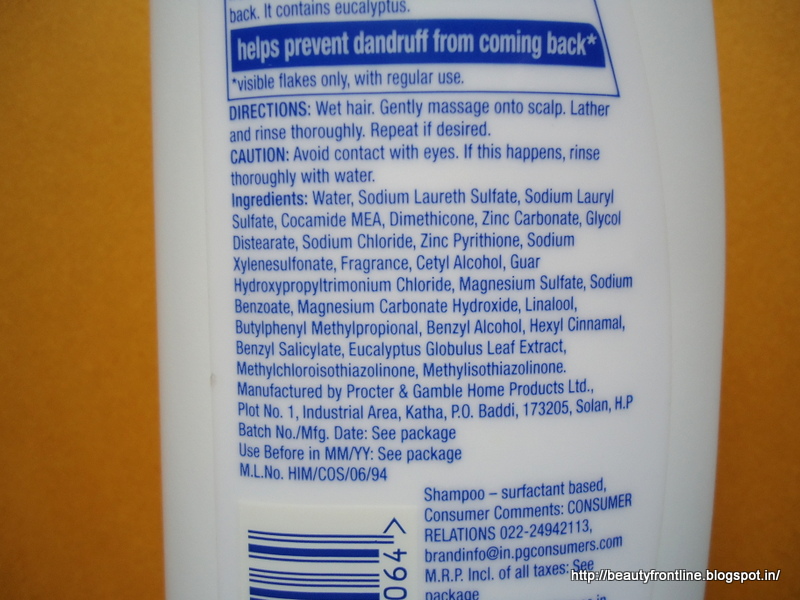 back. It contains eucalyptus.
helps prevent dandruff from coming back*
*visible flakes only, with regular use.
DIRECTIONS: Wet hair. Gently massage onto scalp. Lather
and rinse thoroughly. Repeat if desired.
CAUTION: Avoid contact with eyes. If this happens, rinse
thoroughly with water.
Ingredients: Water, Sodium Laureth Sulfate, Sodium Lauryl
Sulfate, Cocamide MEA, Dimethicone, Zinc Carbonate, Glycol
Distearate, Sodium Chloride, Zinc Pyrithione, Sodium
Xylenesulfonate, Fragrance, Cetyl Alcohol, Guar
Hydroxypropyltrimonium Chloride, Magnesium Sulfate, Sodium
Benzoate, Magnesium Carbonate Hydroxide, Linalool,
Butylphenyl Methylpropional, Benzyl Alcohol, Hexyl Cinnamal,
Benzyl Salicylate, Eucalyptus Globulus Leaf Extract,
Methylchloroisothiazolinone, Methylisothiazolinone.
Manufactured by Procter & Gamble Home Products Ltd.,
Plot No. 1, Industrial Area, Katha, P.O. Baddi, 173205, Solan, H.P
Batch No./Mfg. Date: See package
Use Before in MM/YY: See package
M.L.No. HIM/COS/06/94
Shampoo – surfactant based,
Consumer Comments: CONSUMER
RELATIONS 022-24942113,
brandinfo@in.pgconsumers.com
M.R.P. Incl. of all taxes: See
package
064>
http://beautyfrontline.blogspot.in/